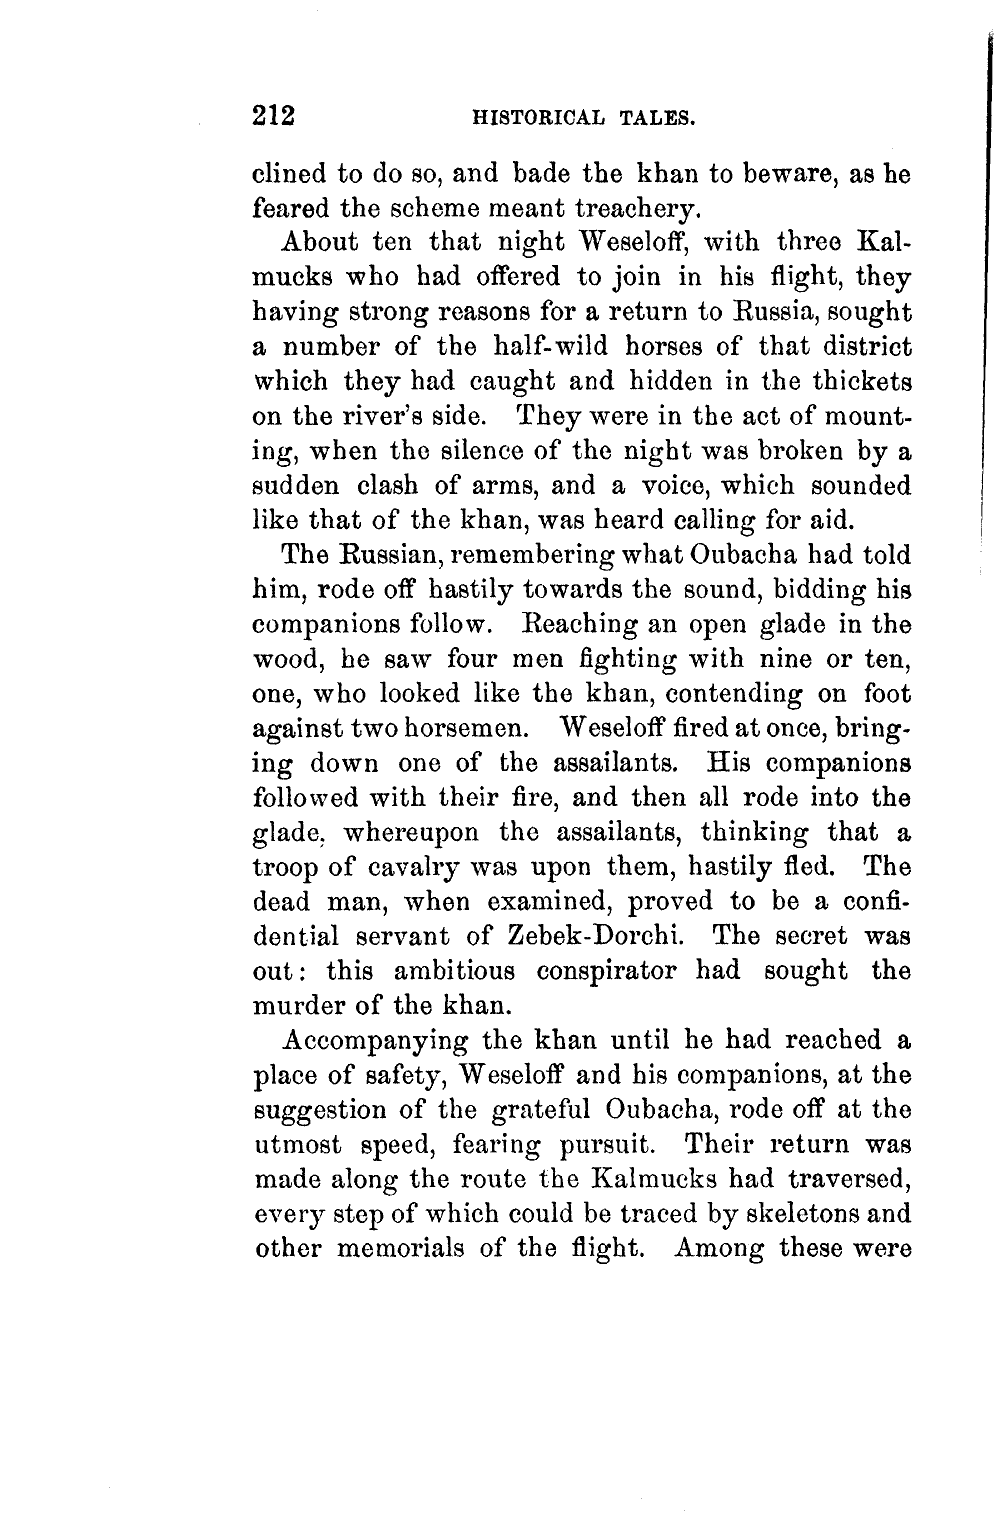 212 HISTORICAL TALES.
clined to do so, and bade the khan to beware, as he
feared the scheme meant treachery.
About ten that night Weseloff, with three Kal-
mucks who had offered to join in his flight, they
having strong reasons for a return to Russia, sought
a number of the half-wild horses of that district
which they had caught and hidden in the thickets
on the river's side. They were in the act of mount-
ing, when the silence of the night was broken by a
sudden clash of arms, and a voice, which sounded
like that of the khan, was heard calling for aid.
The Russian, remembering what Oubacha had told
him, rode off hastily towards the sound, bidding his
companions follow. Reaching an open glade in the
wood, he saw four men fighting with nine or ten,
one, who looked like the khan, contending on foot
against two horsemen. Weseloff fired at once, bring-
ing down one of the assailants. His companions
followed with their fire, and then all rode into the
glade, whereupon the assailants, thinking that a
troop of cavalry was upon them, hastily fled. The
dead man, when examined, proved to be a confi-
dential servant of Zebek-Dorchi. The secret was
out: this ambitious conspirator had sought the
murder of the khan.
Accompanying the khan until he had reached a
place of safety, Weseloff and his companions, at the
suggestion of the grateful Oubacha, rode off at the
utmost speed, fearing pursuit. Their return was
made along the route the Kalmucks had traversed,
every step of which could be traced by skeletons and
other memorials of the flight. Among these were